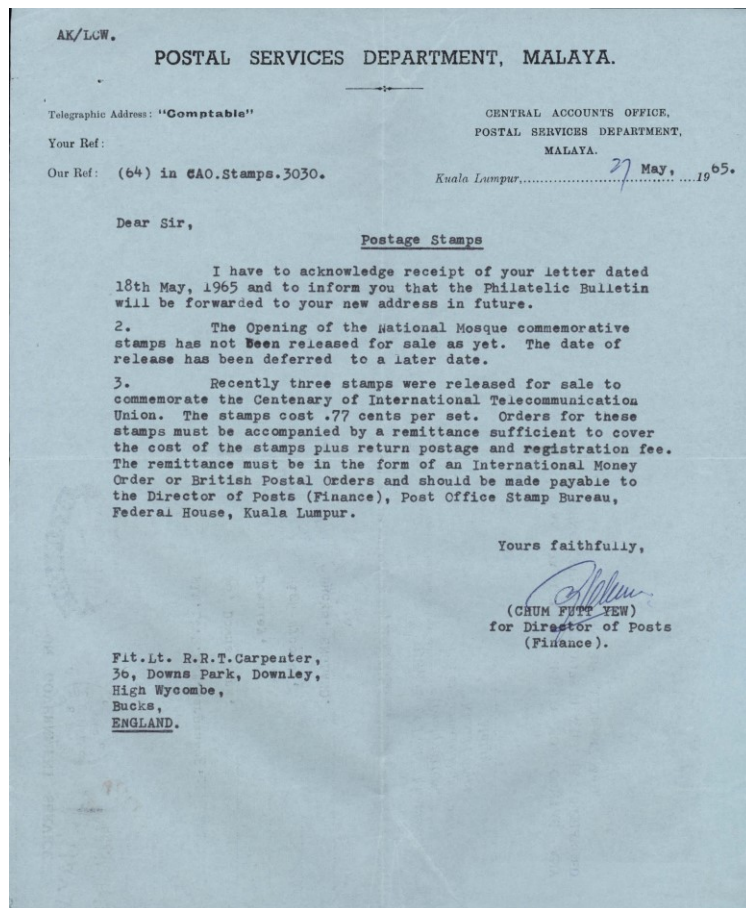 AK/LCW.
POSTAL SERVICES DEPARTMENT, MALAYA.
Telegraphic Address: "Comptable"
CENTRAL ACCOUNTS OFFICE,
POSTAL SERVICES DEPARTMENT,
MALAYA.
Your Ref:
Our Ref: (64) in CAO.Stamps.3030.
Kuala Lumpur, 27 May, 1965.
Dear Sir,
Postage Stamps
I have to acknowledge receipt of your letter dated
18th May, 1965 and to inform you that the Philatelic Bulletin
will be forwarded to your new address in future.
2. The Opening of the National Mosque commemorative
stamps has not been released for sale as yet. The date of
release has been deferred to a later date.
3. Recently three stamps were released for sale to
commemorate the Centenary of International Telecommunication
Union. The stamps cost .77 cents per set. Orders for these
stamps must be accompanied by a remittance sufficient to cover
the cost of the stamps plus return postage and registration fee.
The remittance must be in the form of an International Money
Order or British Postal Orders and should be made payable to
the Director of Posts (Finance), Post Office Stamp Bureau,
Federal House, Kuala Lumpur.
Yours faithfully,
(CHUM FUTT YEW)
for Director of Posts
(Finance).
Flt.Lt. R.R.T.Carpenter,
36, Downs Park, Downley,
High Wycombe,
Bucks,
ENGLAND.